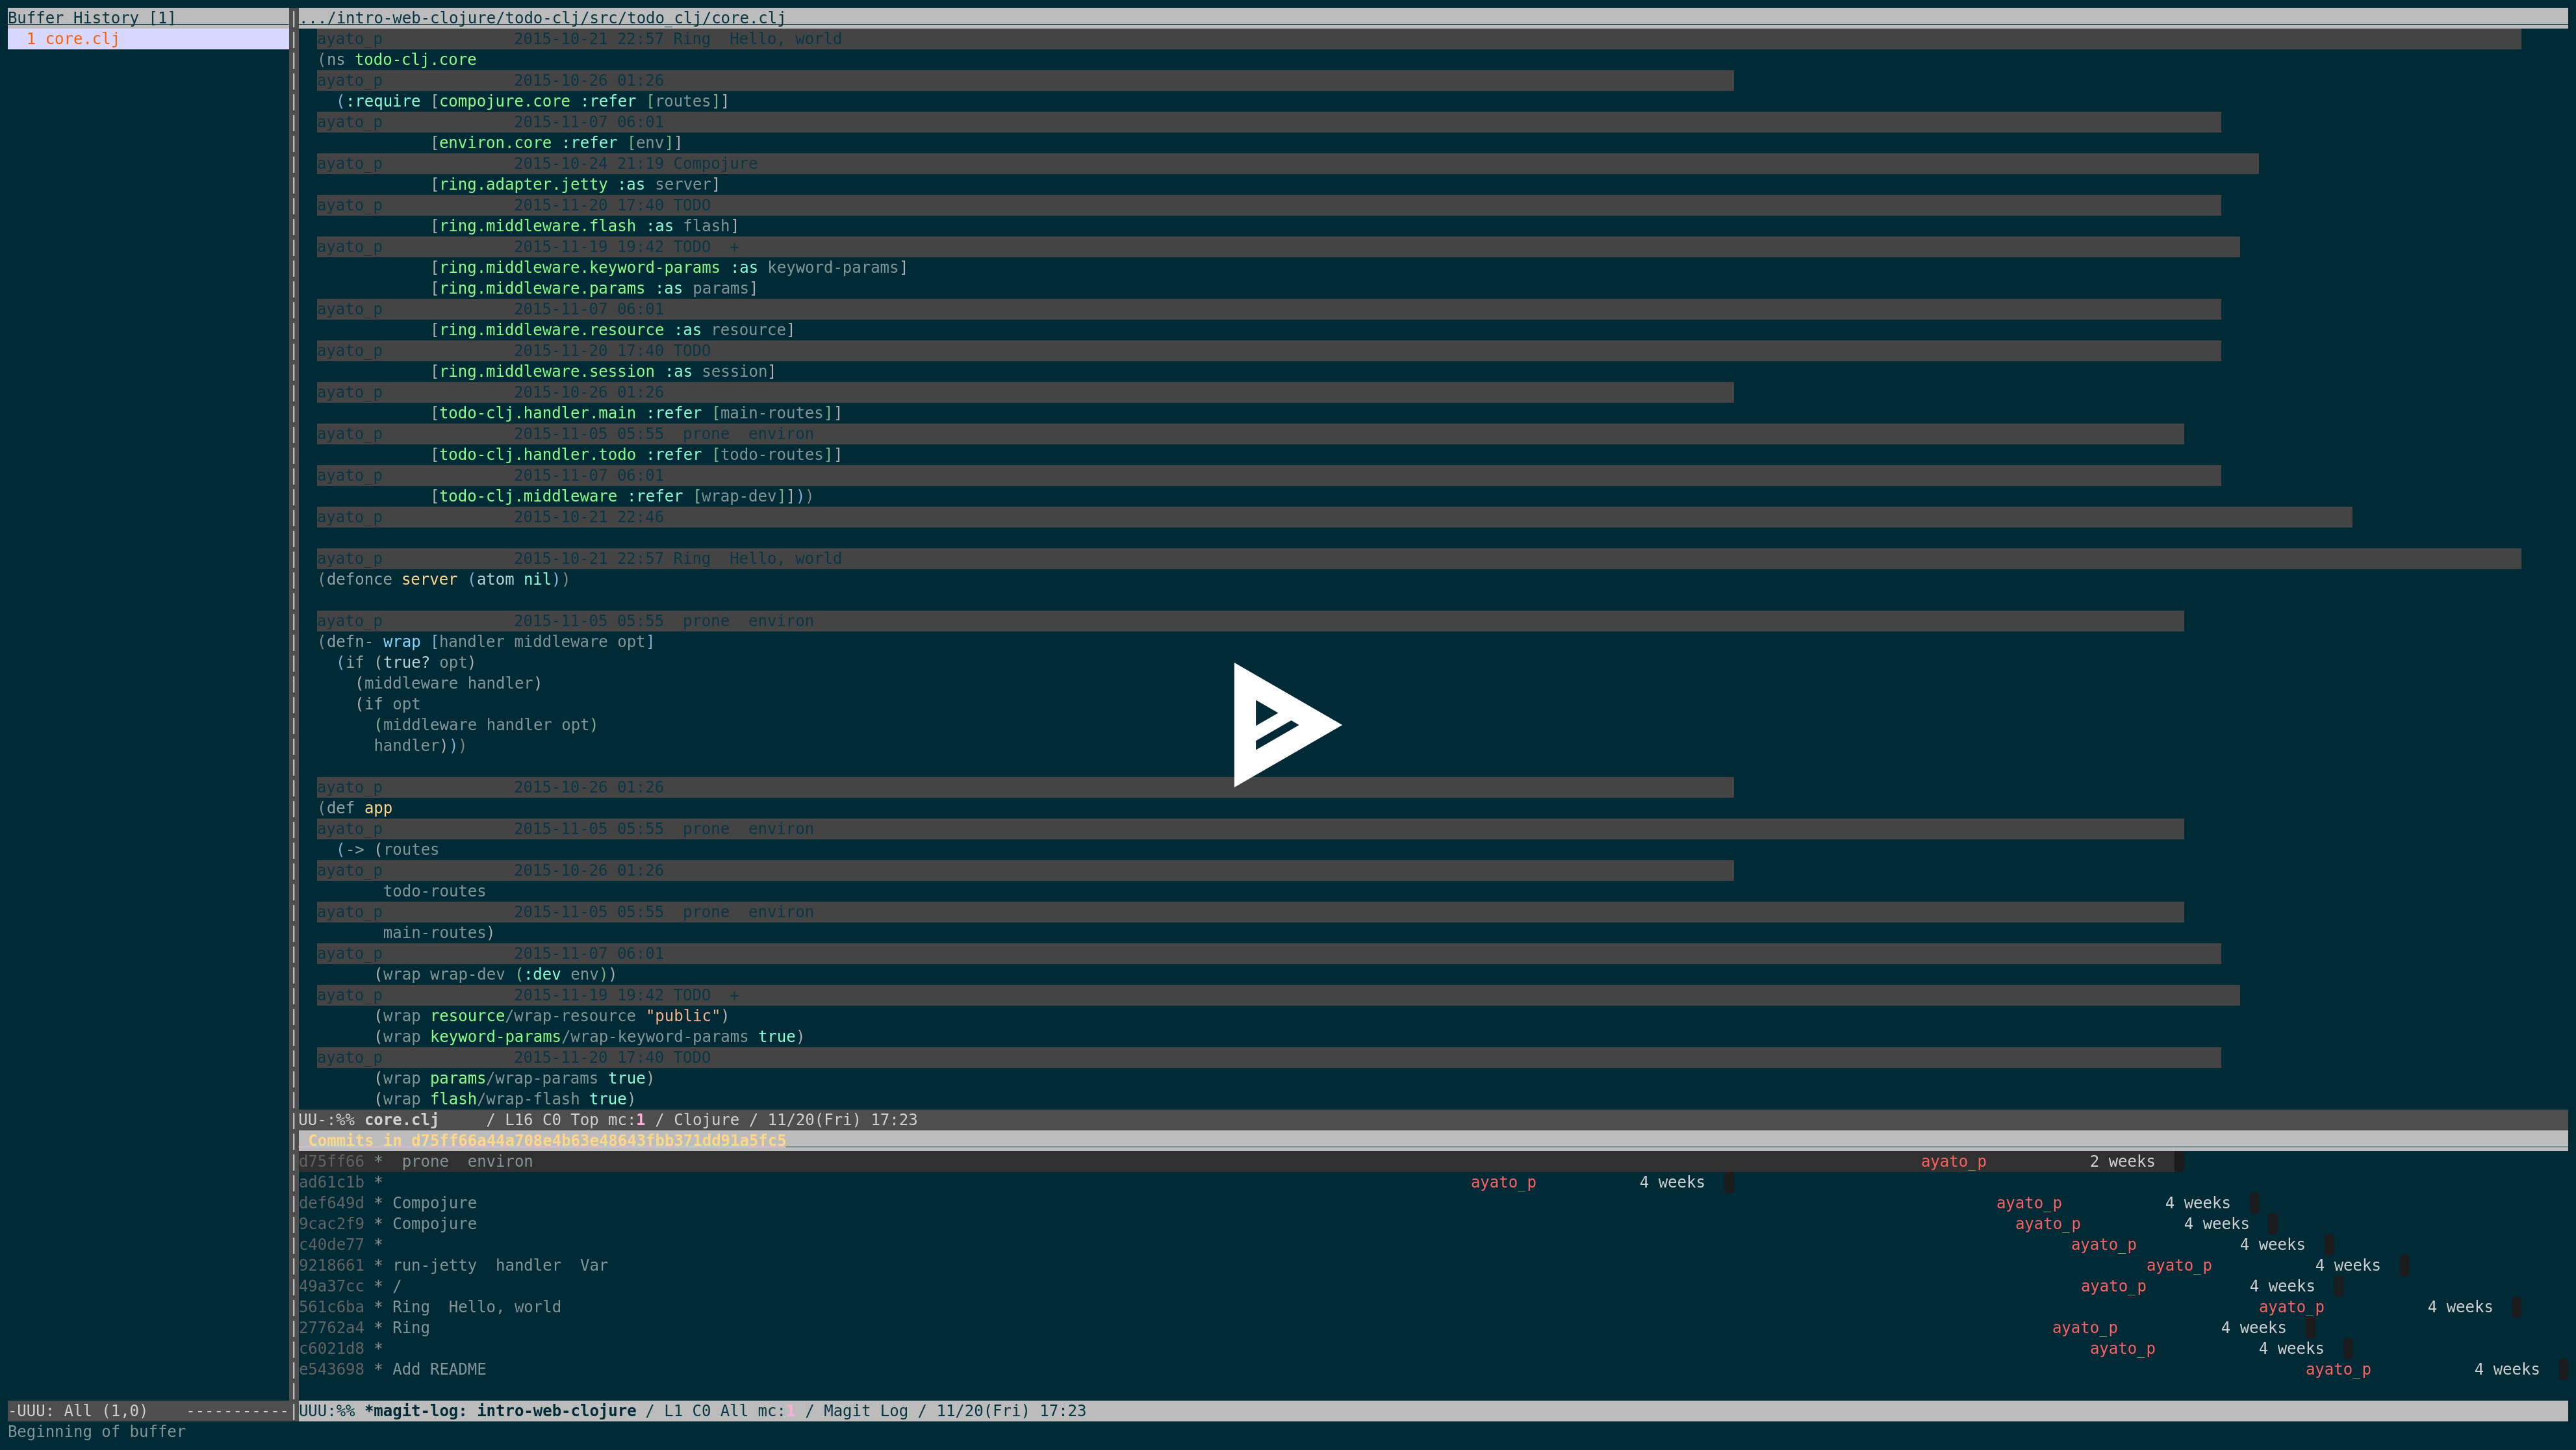 Buffer History [1]
1 core.clj
.../intro-web-clojure/todo-clj/src/todo_clj/core.clj
ayato_p 2015-10-21 22:57 Ring Hello, world
(ns todo-clj.core
ayato_p 2015-10-26 01:26
(:require [compojure.core :refer [routes]]
ayato_p 2015-11-07 06:01
[environ.core :refer [env]]
ayato_p 2015-10-24 21:19 Compojure
[ring.adapter.jetty :as server]
ayato_p 2015-11-20 17:40 TODO
[ring.middleware.flash :as flash]
ayato_p 2015-11-19 19:42 TODO +
[ring.middleware.keyword-params :as keyword-params]
[ring.middleware.params :as params]
ayato_p 2015-11-07 06:01
[ring.middleware.resource :as resource]
ayato_p 2015-11-20 17:40 TODO
[ring.middleware.session :as session]
ayato_p 2015-10-26 01:26
[todo-clj.handler.main :refer [main-routes]]
ayato_p 2015-11-05 05:55 prone environ
[todo-clj.handler.todo :refer [todo-routes]]
ayato_p 2015-11-07 06:01
[todo-clj.middleware :refer [wrap-dev]]))
ayato_p 2015-10-21 22:46
ayato_p 2015-10-21 22:57 Ring Hello, world
(defonce server (atom nil))
ayato_p 2015-11-05 05:55 prone environ
(defn- wrap [handler middleware opt]
(if (true? opt)
(middleware handler)
(if opt
(middleware handler opt)
handler)))
ayato_p 2015-10-26 01:26
(def app
ayato_p 2015-11-05 05:55 prone environ
(-> (routes
ayato_p 2015-10-26 01:26
todo-routes
ayato_p 2015-11-05 05:55 prone environ
main-routes)
ayato_p 2015-11-07 06:01
(wrap wrap-dev (:dev env))
ayato_p 2015-11-19 19:42 TODO +
(wrap resource/wrap-resource "public")
(wrap keyword-params/wrap-keyword-params true)
ayato_p 2015-11-20 17:40 TODO
(wrap params/wrap-params true)
(wrap flash/wrap-flash true)
UU-:%% core.clj / L16 C0 Top mc:1 / Clojure / 11/20(Fri) 17:23
Commits in d75ff66a44a708e4b63e48643fbb371dd91a5fc5
d75ff66 * prone environ ayato_p 2 weeks
ad61c1b * ayato_p 4 weeks
def649d * Compojure ayato_p 4 weeks
9cac2f9 * Compojure ayato_p 4 weeks
c40de77 * ayato_p 4 weeks
9218661 * run-jetty handler Var ayato_p 4 weeks
49a37cc * / ayato_p 4 weeks
561c6ba * Ring Hello, world ayato_p 4 weeks
27762a4 * Ring ayato_p 4 weeks
c6021d8 * ayato_p 4 weeks
e543698 * Add README ayato_p 4 weeks
-UUU: All (1,0) -----------
UUU:%% *magit-log: intro-web-clojure / L1 C0 All mc:1 / Magit Log / 11/20(Fri) 17:23
Beginning of buffer